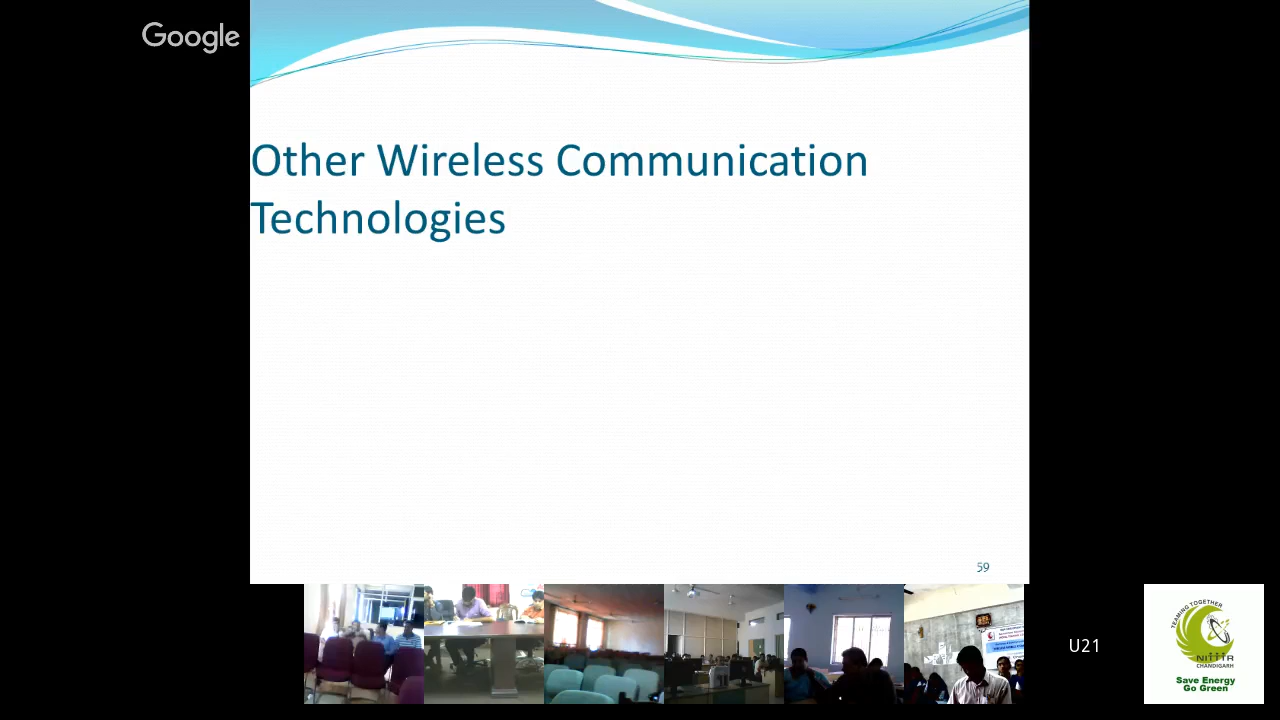 Google
Other Wireless Communication
Technologies
59
U21
TEAMING TOGETHER
NITTTR
CHANDIGARH
Save Energy
Go Green